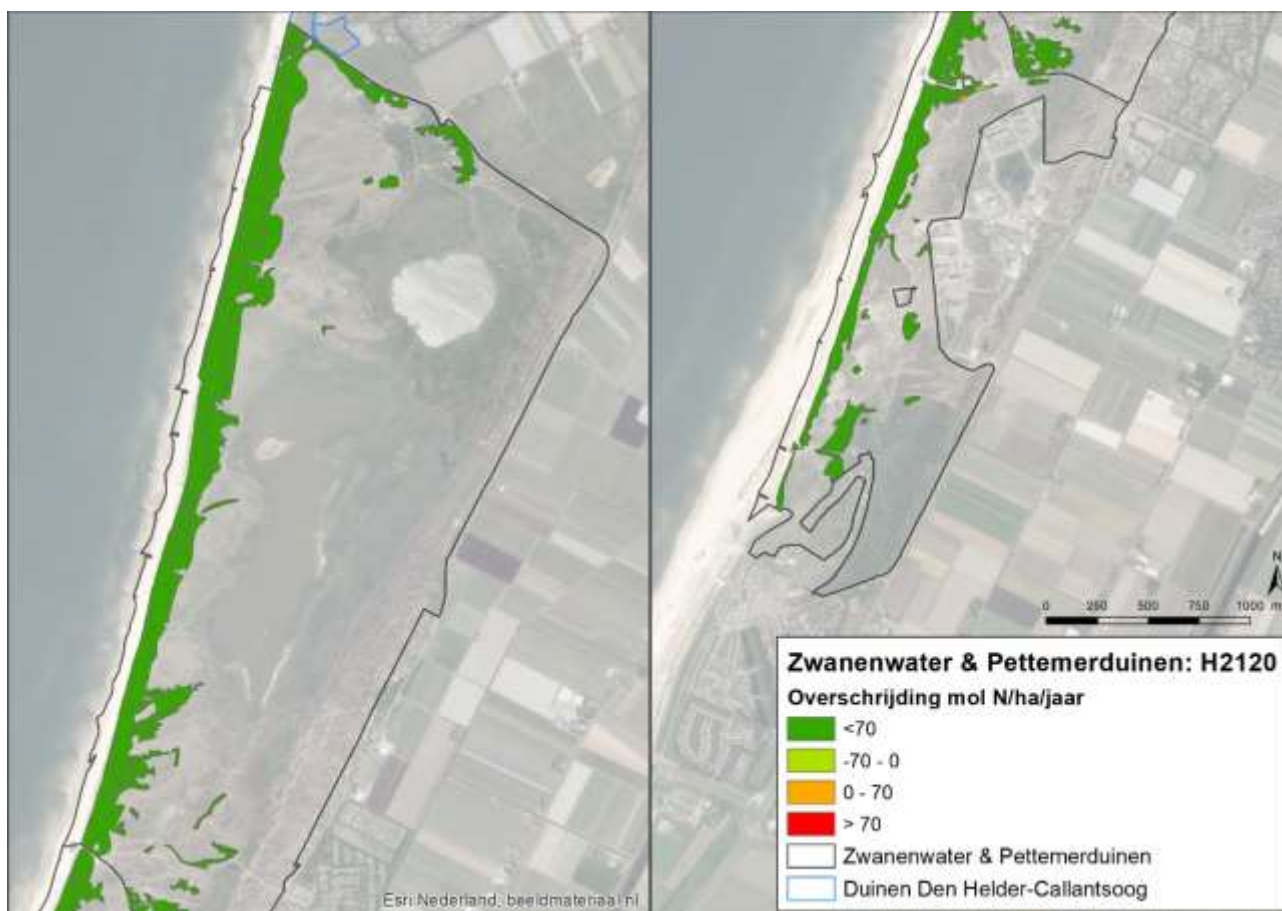 N
0 250 500 750 1000 m
Zwanenwater & Pettemerduinen: H2120
Overschrijding mol N/ha/jaar
<70
-70 - 0
0 - 70
> 70
Zwanenwater & Pettemerduinen
Duinen Den Helder-Callantsoog
Esri Nederland, beeldmateriaal.nl